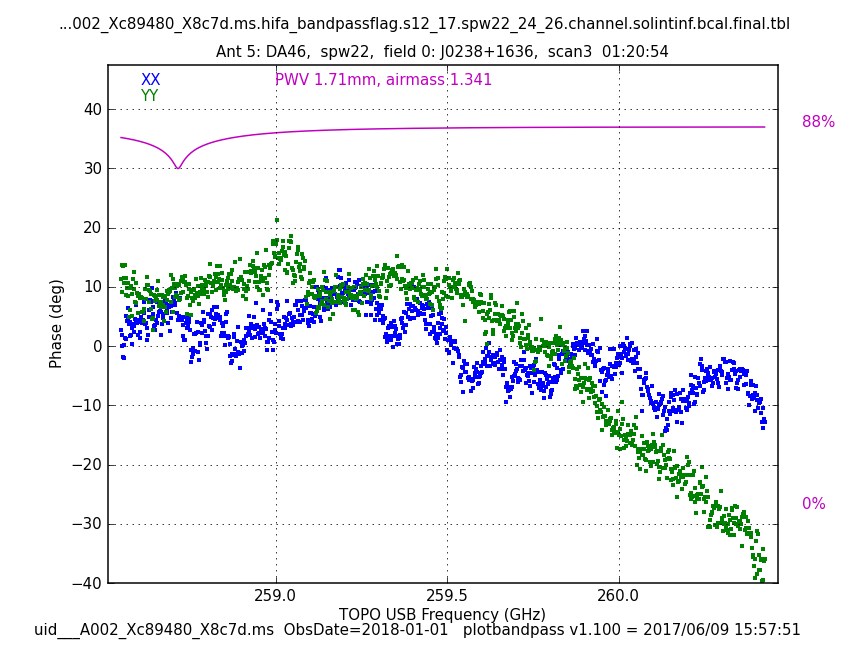 ...002_Xc89480_X8c7d.ms.hifa_bandpassflag.s12_17.spw22_24_26.channel.solintinf.bcal.final.tbl
Ant 5: DA46,  spw22,  field 0: J0238+1636,  scan3  01:20:54
XX
PWV 1.71mm, airmass 1.341
YY
40
88%
30
20
10
0
−10
−20
0%
−30
−40
Phase (deg)
259.0
259.5
260.0
TOPO USB Frequency (GHz)
uid___A002_Xc89480_X8c7d.ms  ObsDate=2018-01-01   plotbandpass v1.100 = 2017/06/09 15:57:51